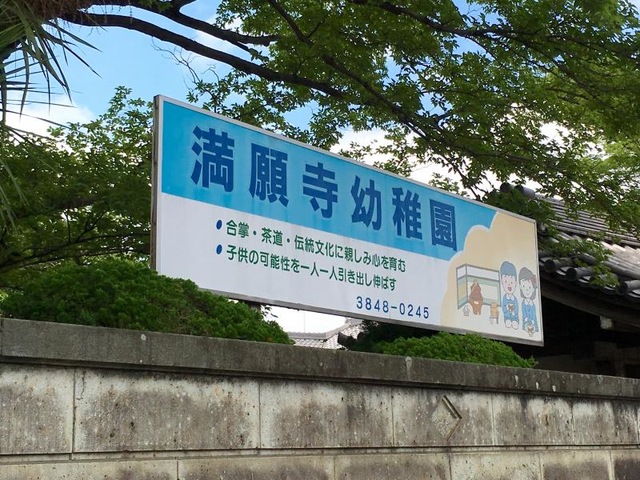 満願寺幼稚園
•合掌・茶道・伝統文化に親しみ心を育む
•子供の可能性を一人一人引き出し伸ばす
3848-0245